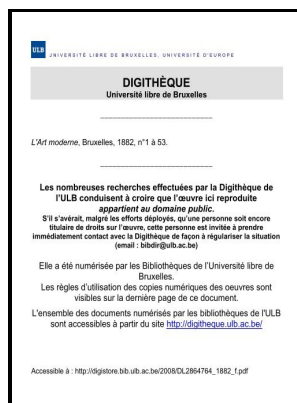 ULB
UNIVERSITÉ LIBRE DE BRUXELLES, UNIVERSITÉ D'EUROPE
DIGITHÈQUE
Université libre de Bruxelles
L'Art moderne, Bruxelles, 1882, n°1 à 53.
Les nombreuses recherches effectuées par la Digithèque de
l'ULB conduisent à croire que l'œuvre ici reproduite
appartient au domaine public.
S'il s'avérait, malgré les efforts déployés, qu'une personne soit encore
titulaire de droits sur l'œuvre, cette personne est invitée à prendre
immédiatement contact avec la Digithèque de façon à régulariser la situation
(email : bibdir@ulb.ac.be)
Elle a été numérisée par les Bibliothèques de l'Université libre de
Bruxelles.
Les règles d'utilisation des copies numériques des oeuvres sont
visibles sur la dernière page de ce document.
L'ensemble des documents numérisés par les bibliothèques de l'ULB
sont accessibles à partir du site http://digitheque.ulb.ac.be/
Accessible à : http://digistore.bib.ulb.ac.be/2008/DL2864764_1882_f.pdf